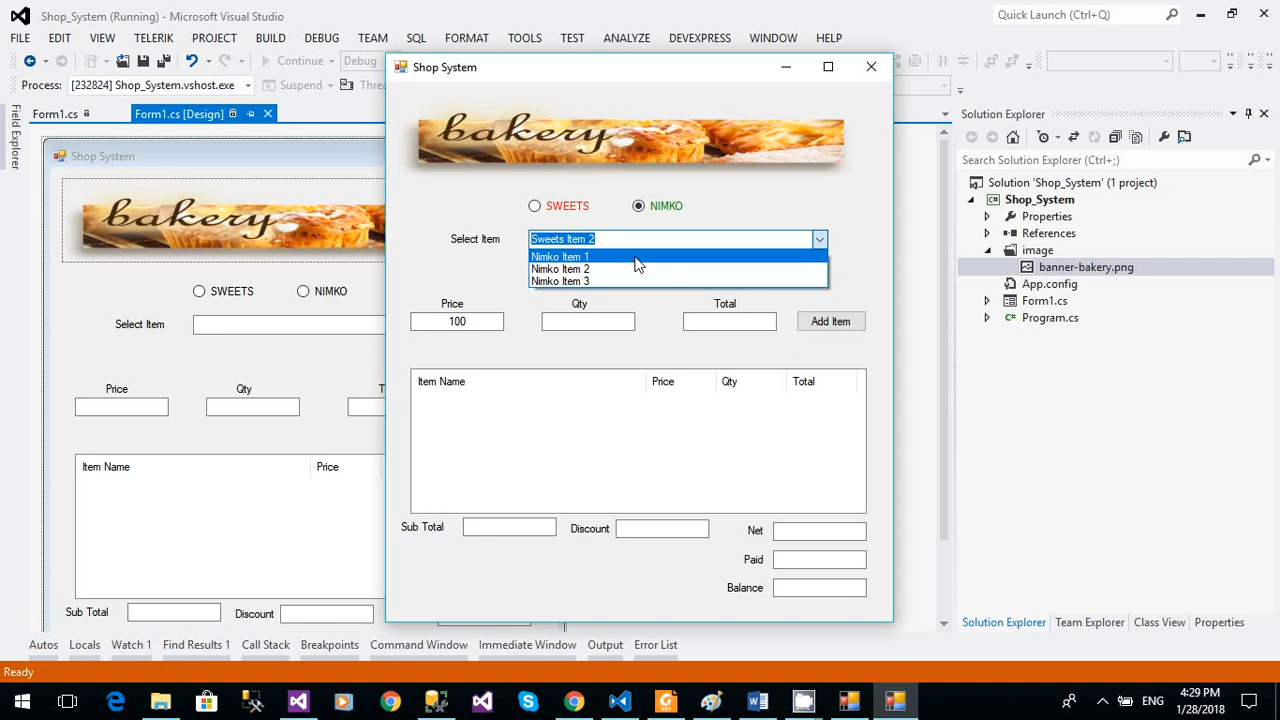 Shop_System (Running) - Microsoft Visual Studio
Quick Launch (Ctrl+Q)
FILE EDIT VIEW TELERIK PROJECT BUILD DEBUG TEAM SQL FORMAT TOOLS TEST ANALYZE DEVEXPRESS WINDOW HELP
Continue Debug
Process: [232824] Shop_System.vshost.exe Suspend Threa
Form1.cs Form1.cs [Design]
Field Explorer
Shop System
bakery
SWEETS NIMKO
Select Item
Price Qty T
Item Name Price
Sub Total Discount
Shop System
bakery
SWEETS NIMKO
Select Item Sweets Item 2
Nimko Item 1
Nimko Item 2
Nimko Item 3
Price Qty Total
100 Add Item
Item Name Price Qty Total
Sub Total Discount Net
Paid
Balance
Solution Explorer
Search Solution Explorer (Ctrl+;)
Solution 'Shop_System' (1 project)
Shop_System
Properties
References
image
banner-bakery.png
App.config
Form1.cs
Program.cs
Solution Explorer Team Explorer Class View Properties
Autos Locals Watch 1 Find Results 1 Call Stack Breakpoints Command Window Immediate Window Output Error List
Ready
ENG
4:29 PM
1/28/2018